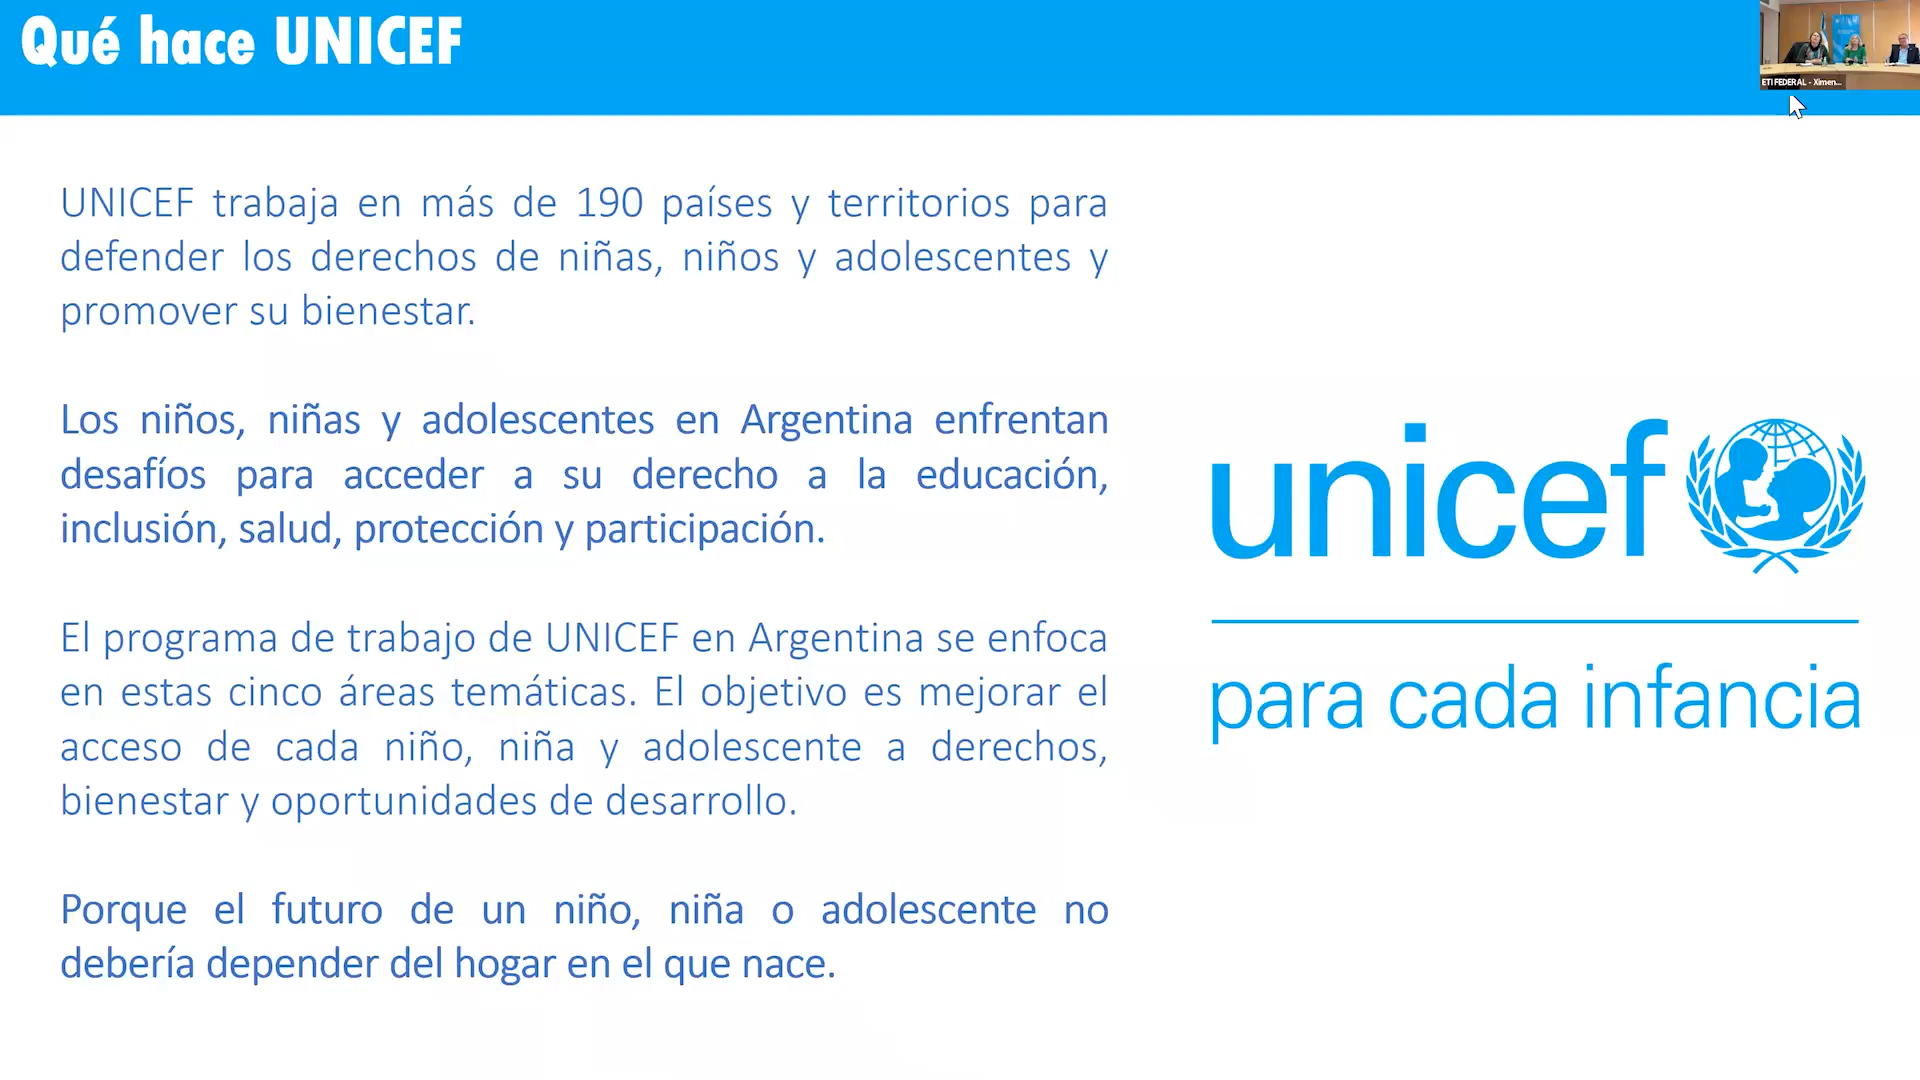 Qué hace UNICEF
ETI FEDERAL - Ximen...
UNICEF trabaja en más de 190 países y territorios para
defender los derechos de niñas, niños y adolescentes y
promover su bienestar.
Los niños, niñas y adolescentes en Argentina enfrentan
desafíos para acceder a su derecho a la educación,
inclusión, salud, protección y participación.
El programa de trabajo de UNICEF en Argentina se enfoca
en estas cinco áreas temáticas. El objetivo es mejorar el
acceso de cada niño, niña y adolescente a derechos,
bienestar y oportunidades de desarrollo.
Porque el futuro de un niño, niña o adolescente no
debería depender del hogar en el que nace.
unicef
para cada infancia